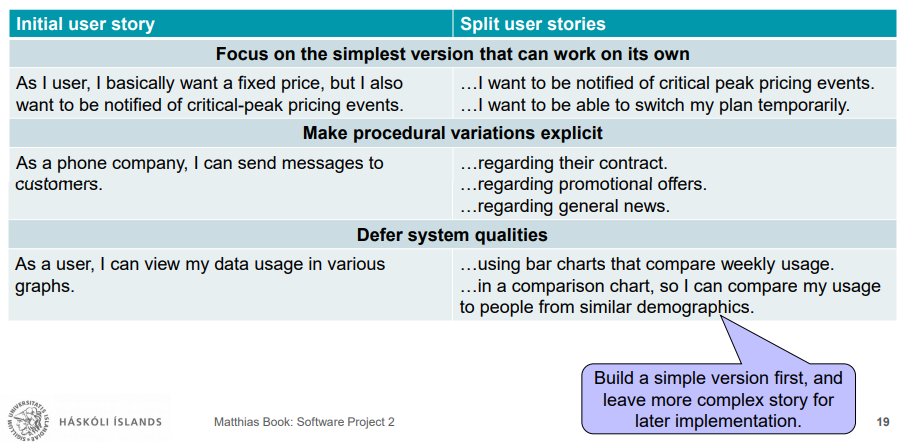 Initial user story
Split user stories
Focus on the simplest version that can work on its own
As I user, I basically want a fixed price, but I also
want to be notified of critical-peak pricing events.
…I want to be notified of critical peak pricing events.
…I want to be able to switch my plan temporarily.
Make procedural variations explicit
As a phone company, I can send messages to
customers.
…regarding their contract.
…regarding promotional offers.
…regarding general news.
Defer system qualities
As a user, I can view my data usage in various
graphs.
…using bar charts that compare weekly usage.
…in a comparison chart, so I can compare my usage
to people from similar demographics.
Build a simple version first, and
leave more complex story for
later implementation.
HÁSKÓLI ÍSLANDS
Matthias Book: Software Project 2
19